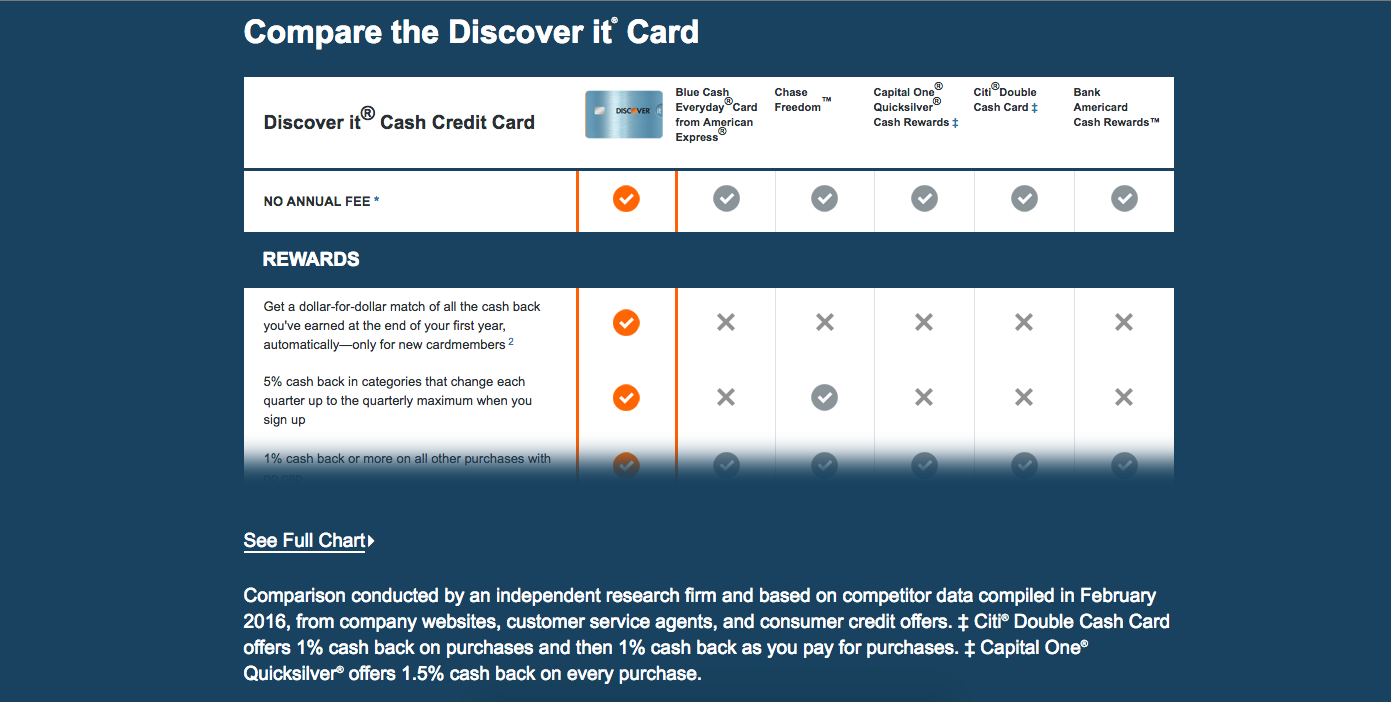 Compare the Discover it® Card
Discover it® Cash Credit Card
DISCOVER
Blue Cash
Everyday® Card
from American
Express®
Chase
Freedom™
Capital One®
Quicksilver®
Cash Rewards ‡
Citi® Double
Cash Card ‡
Bank
Americard
Cash Rewards™
NO ANNUAL FEE *
REWARDS
Get a dollar-for-dollar match of all the cash back
you've earned at the end of your first year,
automatically—only for new cardmembers 2
5% cash back in categories that change each
quarter up to the quarterly maximum when you
sign up
1% cash back or more on all other purchases with
no cap
See Full Chart
Comparison conducted by an independent research firm and based on competitor data compiled in February
2016, from company websites, customer service agents, and consumer credit offers. ‡ Citi® Double Cash Card
offers 1% cash back on purchases and then 1% cash back as you pay for purchases. ‡ Capital One®
Quicksilver® offers 1.5% cash back on every purchase.